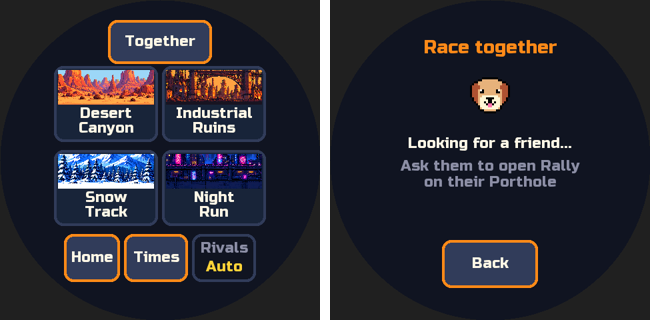 Together
Desert
Canyon
Industrial
Ruins
Snow
Track
Night
Run
Home
Times
Rivals
Auto
Race together
Looking for a friend...
Ask them to open Rally
on their Porthole
Back